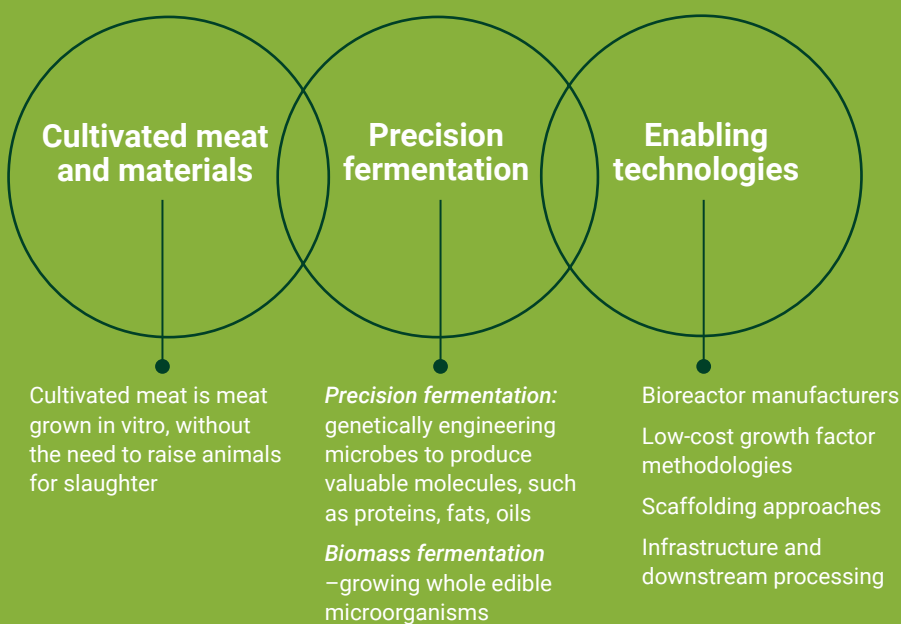 Cultivated meat
and materials
Precision
fermentation
Enabling
technologies
Cultivated meat is meat
grown in vitro, without
the need to raise animals
for slaughter
Precision fermentation:
genetically engineering
microbes to produce
valuable molecules, such
as proteins, fats, oils
Biomass fermentation
–growing whole edible
microorganisms
Bioreactor manufacturers
Low-cost growth factor
methodologies
Scaffolding approaches
Infrastructure and
downstream processing